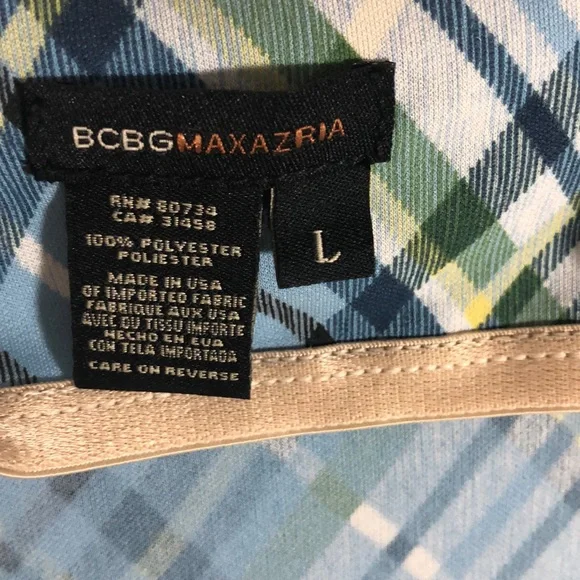 BCBGMAXAZRIA
L
RN# 80734
CA# 31458
100% POLYESTER
POLIESTER
MADE IN USA
OF IMPORTED FABRIC
FABRIQUE AUX USA
AVEC DU TISSU IMPORTE
HECHO EN EUA
CON TELA IMPORTADA
CARE ON REVERSE